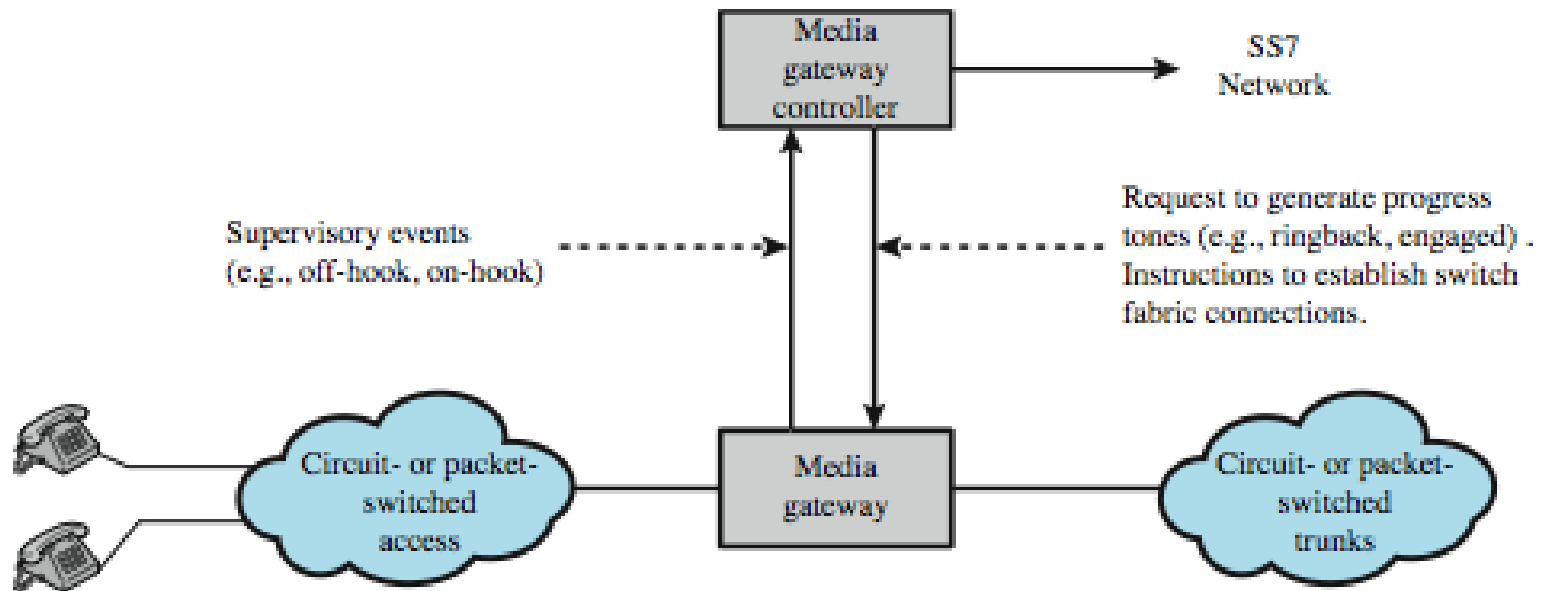 Media
gateway
controller
SS7
Network
Supervisory events
(e.g., off-hook, on-hook)
Request to generate progress
tones (e.g., ringback, engaged) .
Instructions to establish switch
fabric connections.
Circuit- or packet-
switched
access
Media
gateway
Circuit- or packet-
switched
trunks